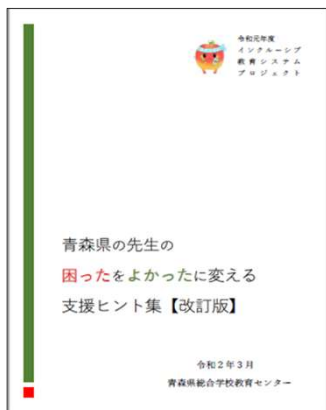 令和元年度
インクルーシブ
教育システム
プロジェクト
青森県の先生の
困ったをよかったに変える
支援ヒント集【改訂版】
令和２年３月
青森県総合学校教育センター